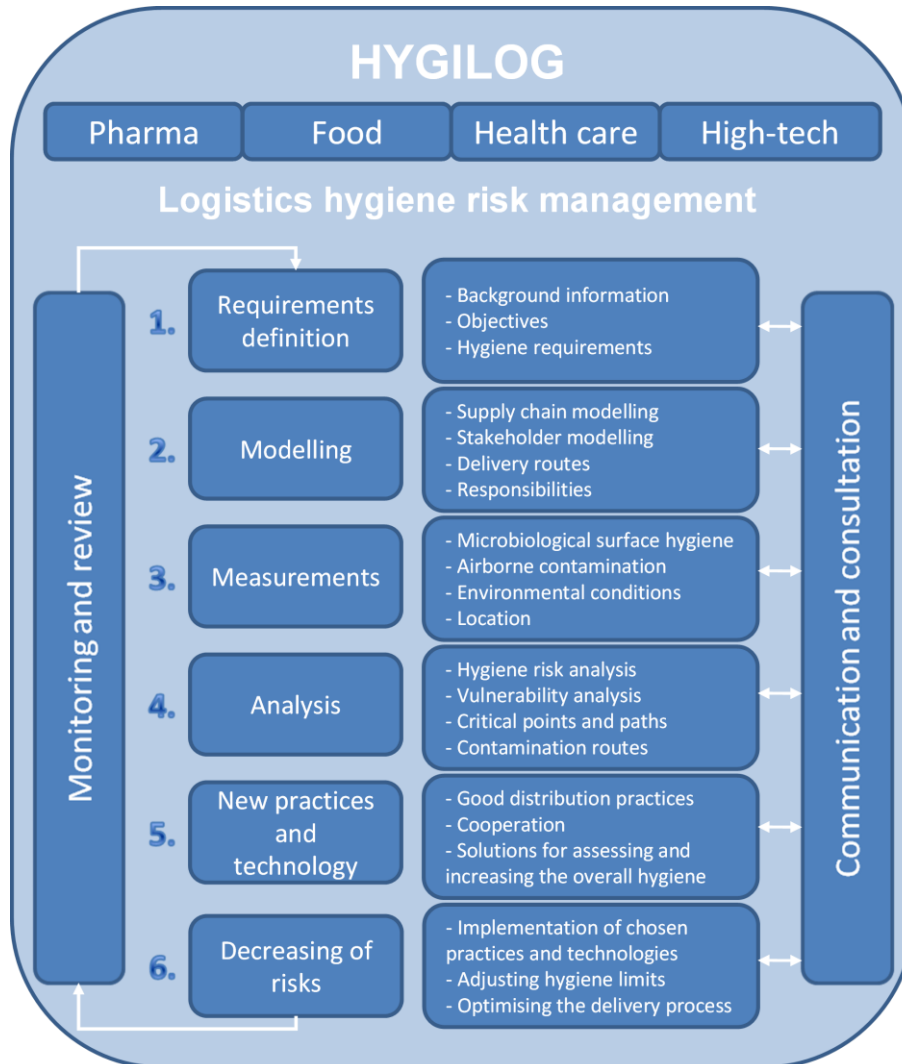 HYGILOG
Pharma
Food
Health care
High-tech
Logistics hygiene risk management
Monitoring and review
1.
Requirements
definition
- Background information
- Objectives
- Hygiene requirements
2.
Modelling
- Supply chain modelling
- Stakeholder modelling
- Delivery routes
- Responsibilities
3.
Measurements
- Microbiological surface hygiene
- Airborne contamination
- Environmental conditions
- Location
4.
Analysis
- Hygiene risk analysis
- Vulnerability analysis
- Critical points and paths
- Contamination routes
5.
New practices
and
technology
- Good distribution practices
- Cooperation
- Solutions for assessing and
increasing the overall hygiene
6.
Decreasing of
risks
- Implementation of chosen
practices and technologies
- Adjusting hygiene limits
- Optimising the delivery process
Communication and consultation